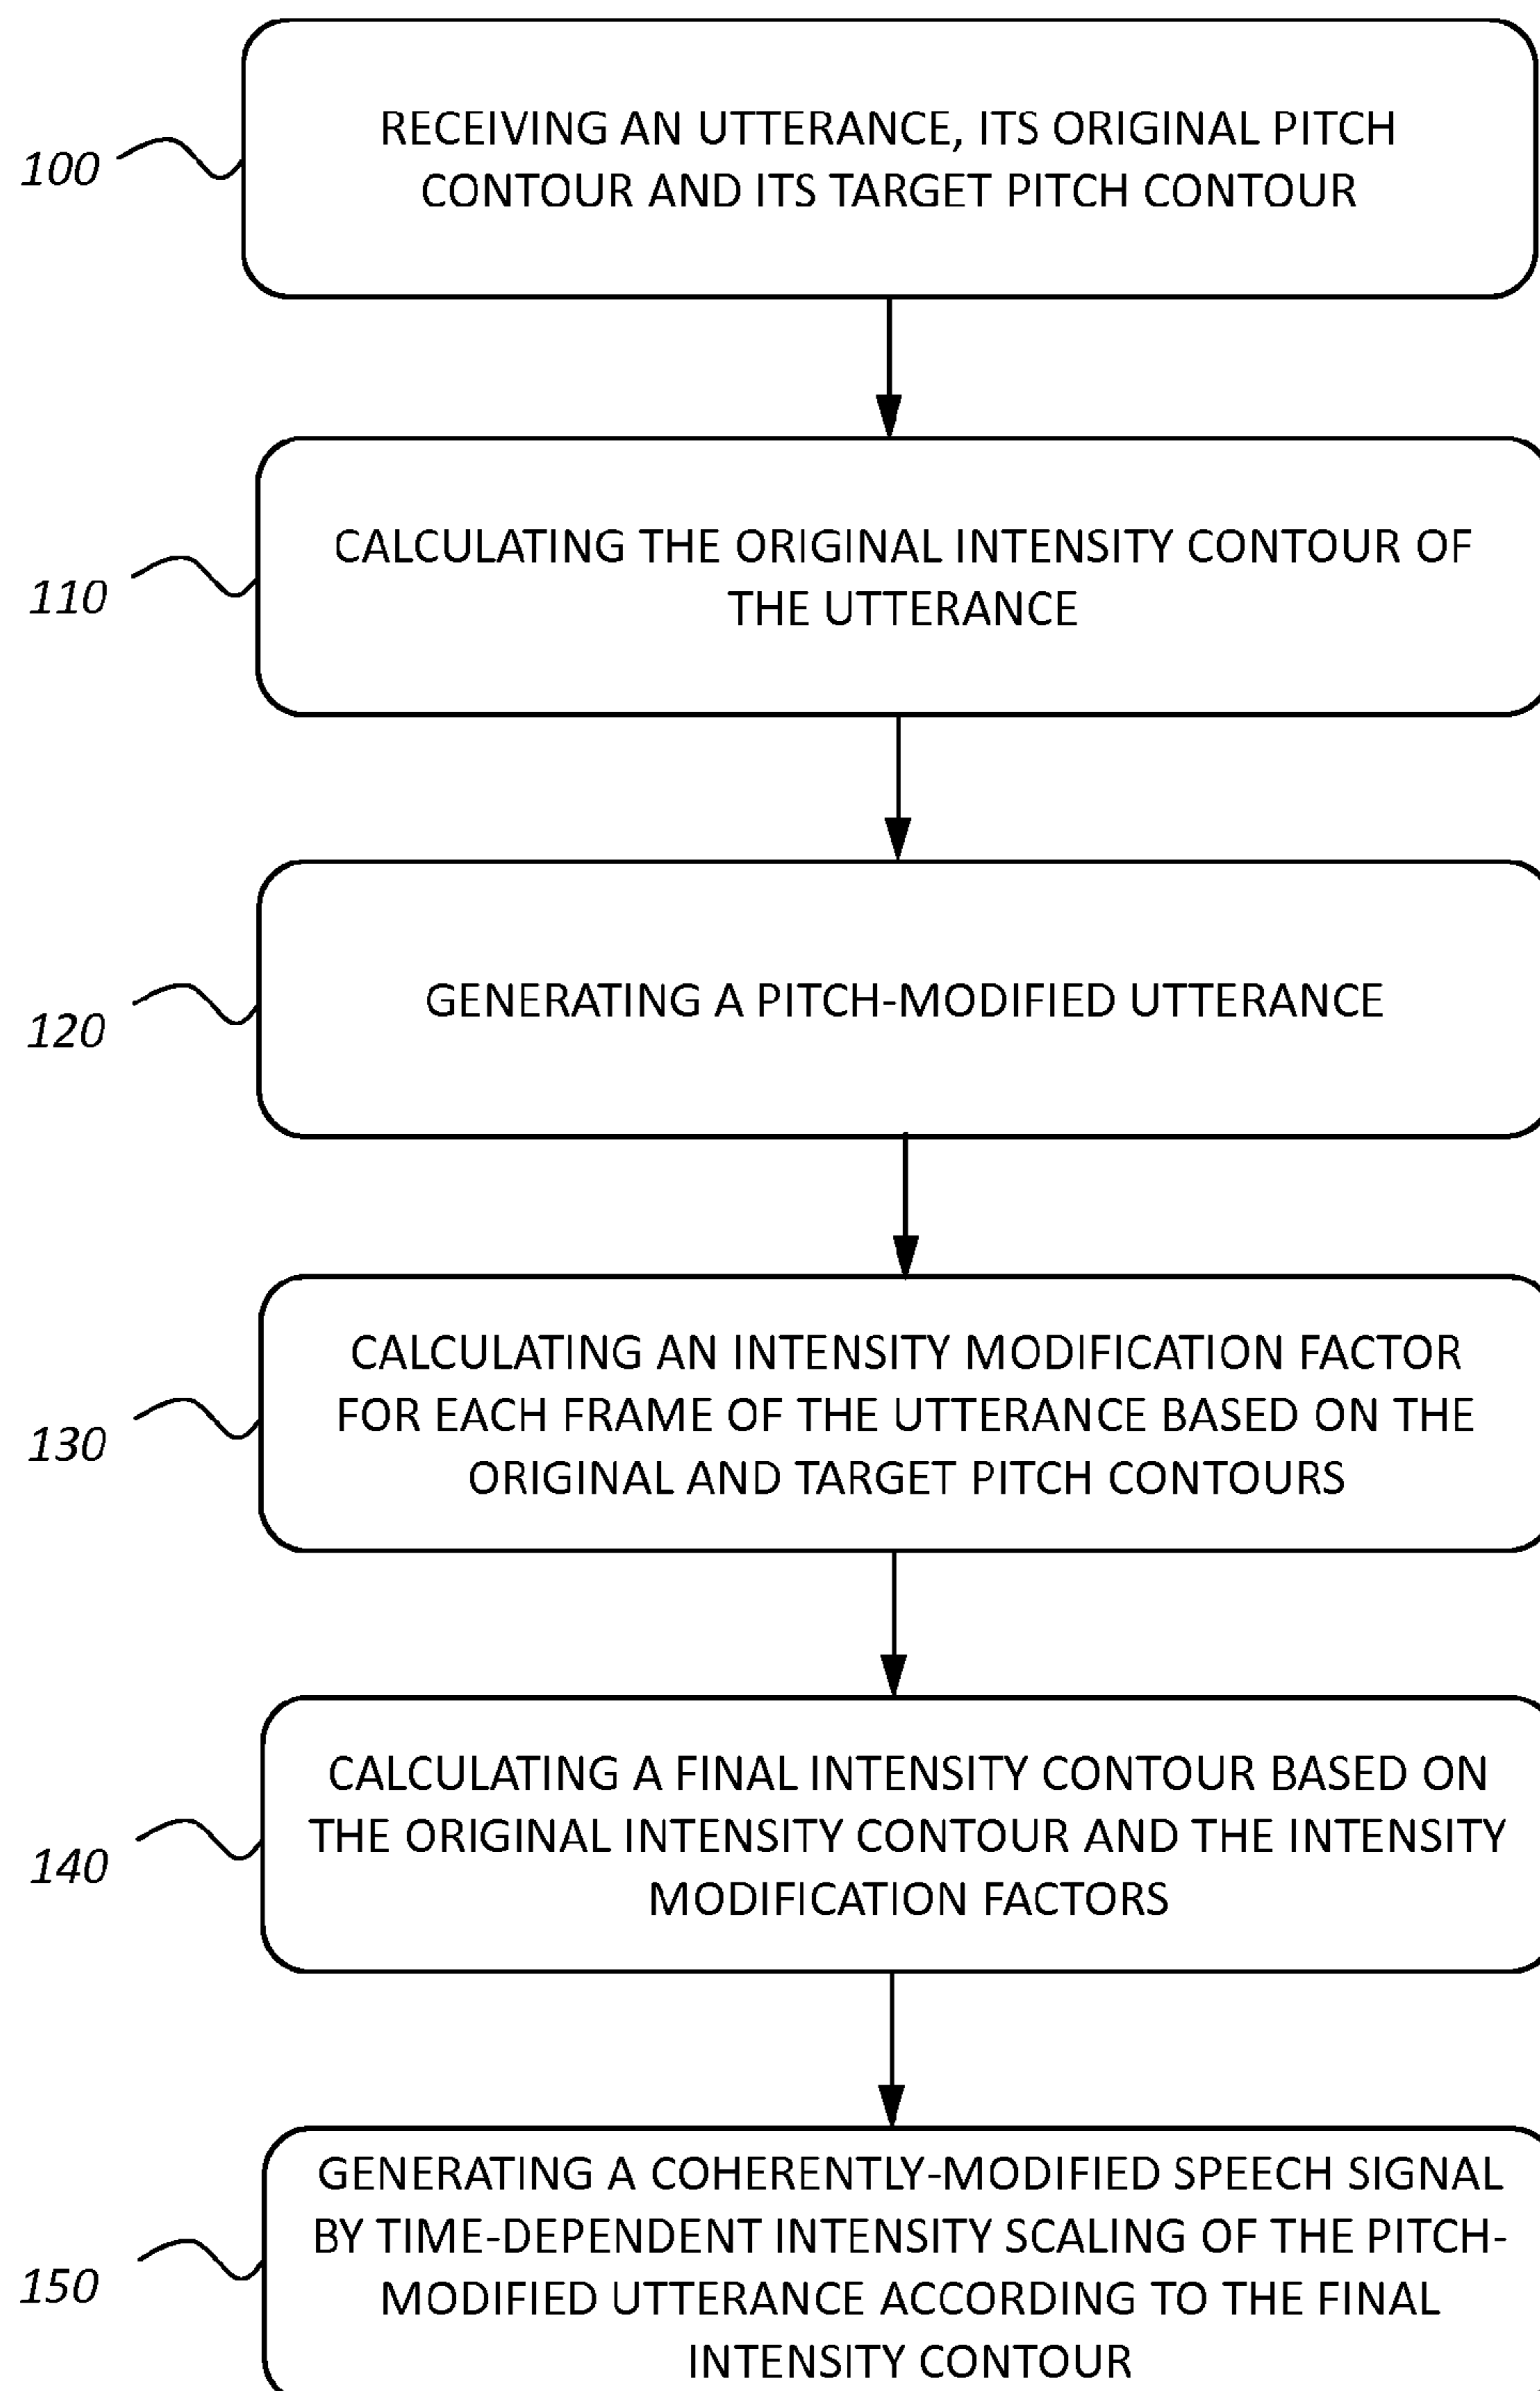 100
RECEIVING AN UTTERANCE, ITS ORIGINAL PITCH
CONTOUR AND ITS TARGET PITCH CONTOUR
110
CALCULATING THE ORIGINAL INTENSITY CONTOUR OF
THE UTTERANCE
120
GENERATING A PITCH-MODIFIED UTTERANCE
130
CALCULATING AN INTENSITY MODIFICATION FACTOR
FOR EACH FRAME OF THE UTTERANCE BASED ON THE
ORIGINAL AND TARGET PITCH CONTOURS
140
CALCULATING A FINAL INTENSITY CONTOUR BASED ON
THE ORIGINAL INTENSITY CONTOUR AND THE INTENSITY
MODIFICATION FACTORS
150
GENERATING A COHERENTLY-MODIFIED SPEECH SIGNAL
BY TIME-DEPENDENT INTENSITY SCALING OF THE PITCH-
MODIFIED UTTERANCE ACCORDING TO THE FINAL
INTENSITY CONTOUR